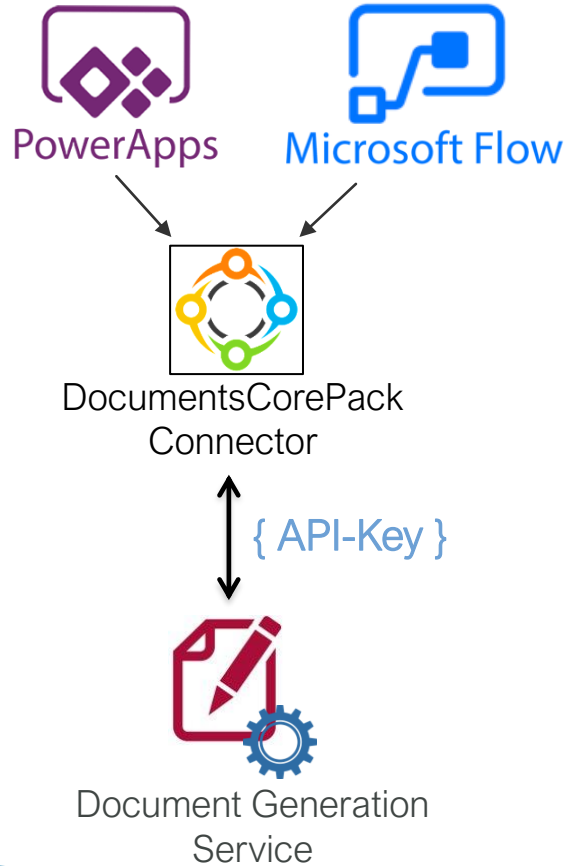 PowerApps
Microsoft Flow
DocumentsCorePack
Connector
{ API-Key }
Document Generation
Service